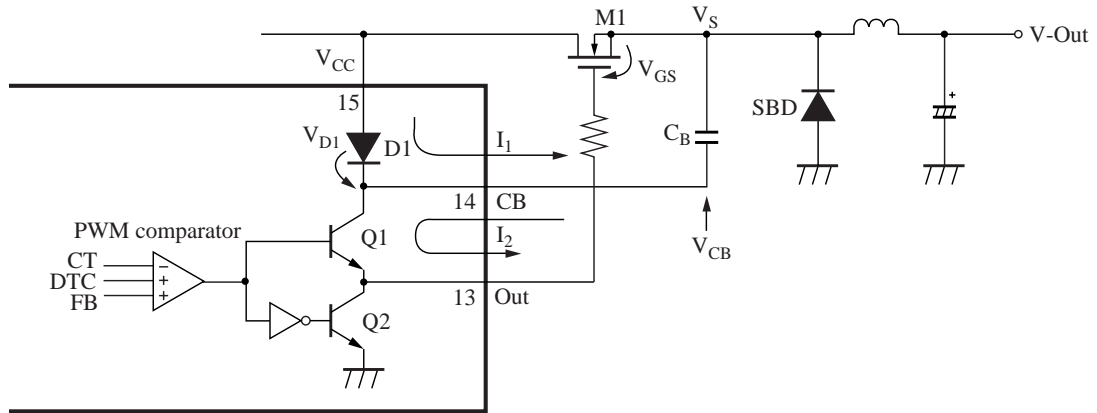 M1
V_S
V-Out
V_CC
V_GS
15
SBD
V_D1
D1
I_1
C_B
14
CB
PWM comparator
Q1
I_2
V_CB
CT
−
DTC
+
FB
+
13
Out
Q2
+